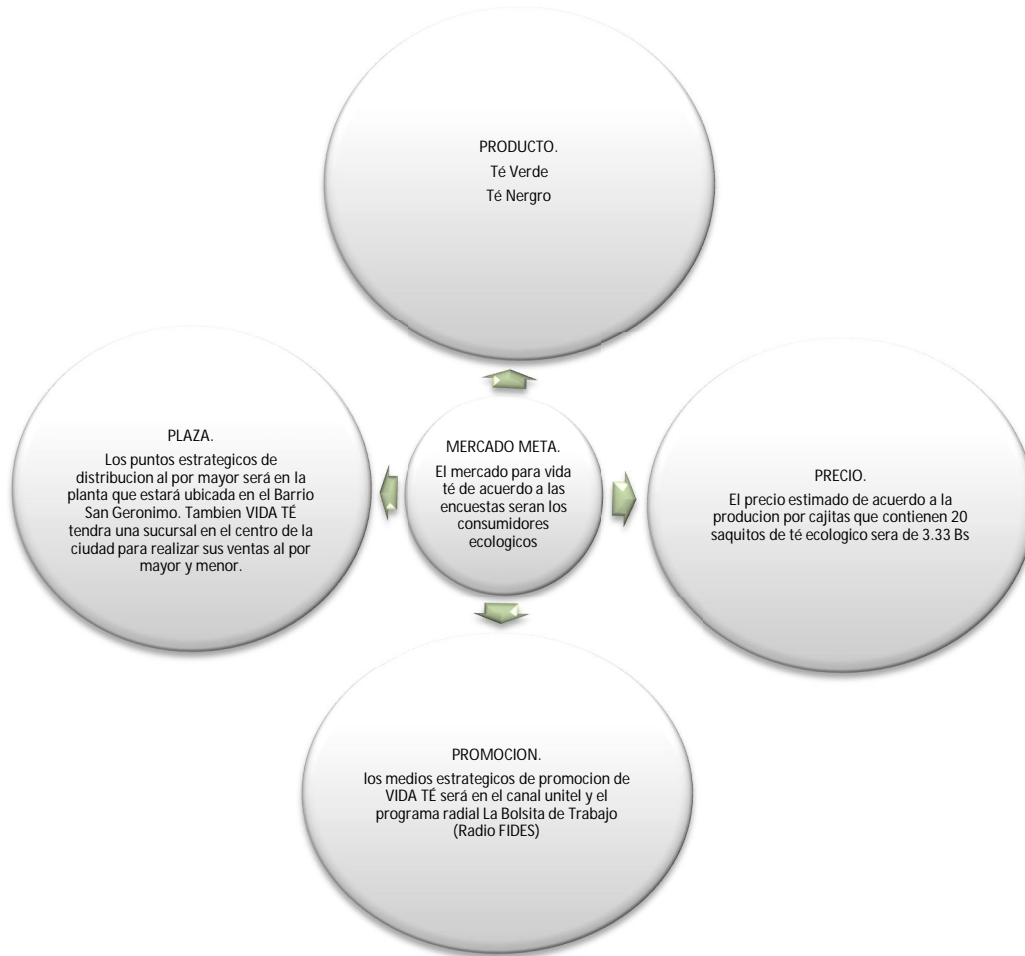 PRODUCTO.
Té Verde
Té Nergro
PLAZA.
Los puntos estrategicos de
distribucion al por mayor será en la
planta que estará ubicada en el Barrio
San Geronimo. Tambien VIDA TÉ
tendra una sucursal en el centro de la
ciudad para realizar sus ventas al por
mayor y menor.
MERCADO META.
El mercado para vida
té de acuerdo a las
encuestas seran los
consumidores
ecologicos
PRECIO.
El precio estimado de acuerdo a la
producion por cajitas que contienen 20
saquitos de té ecologico sera de 3.33 Bs
PROMOCION.
los medios estrategicos de promocion de
VIDA TÉ será en el canal unitel y el
programa radial La Bolsita de Trabajo
(Radio FIDES)